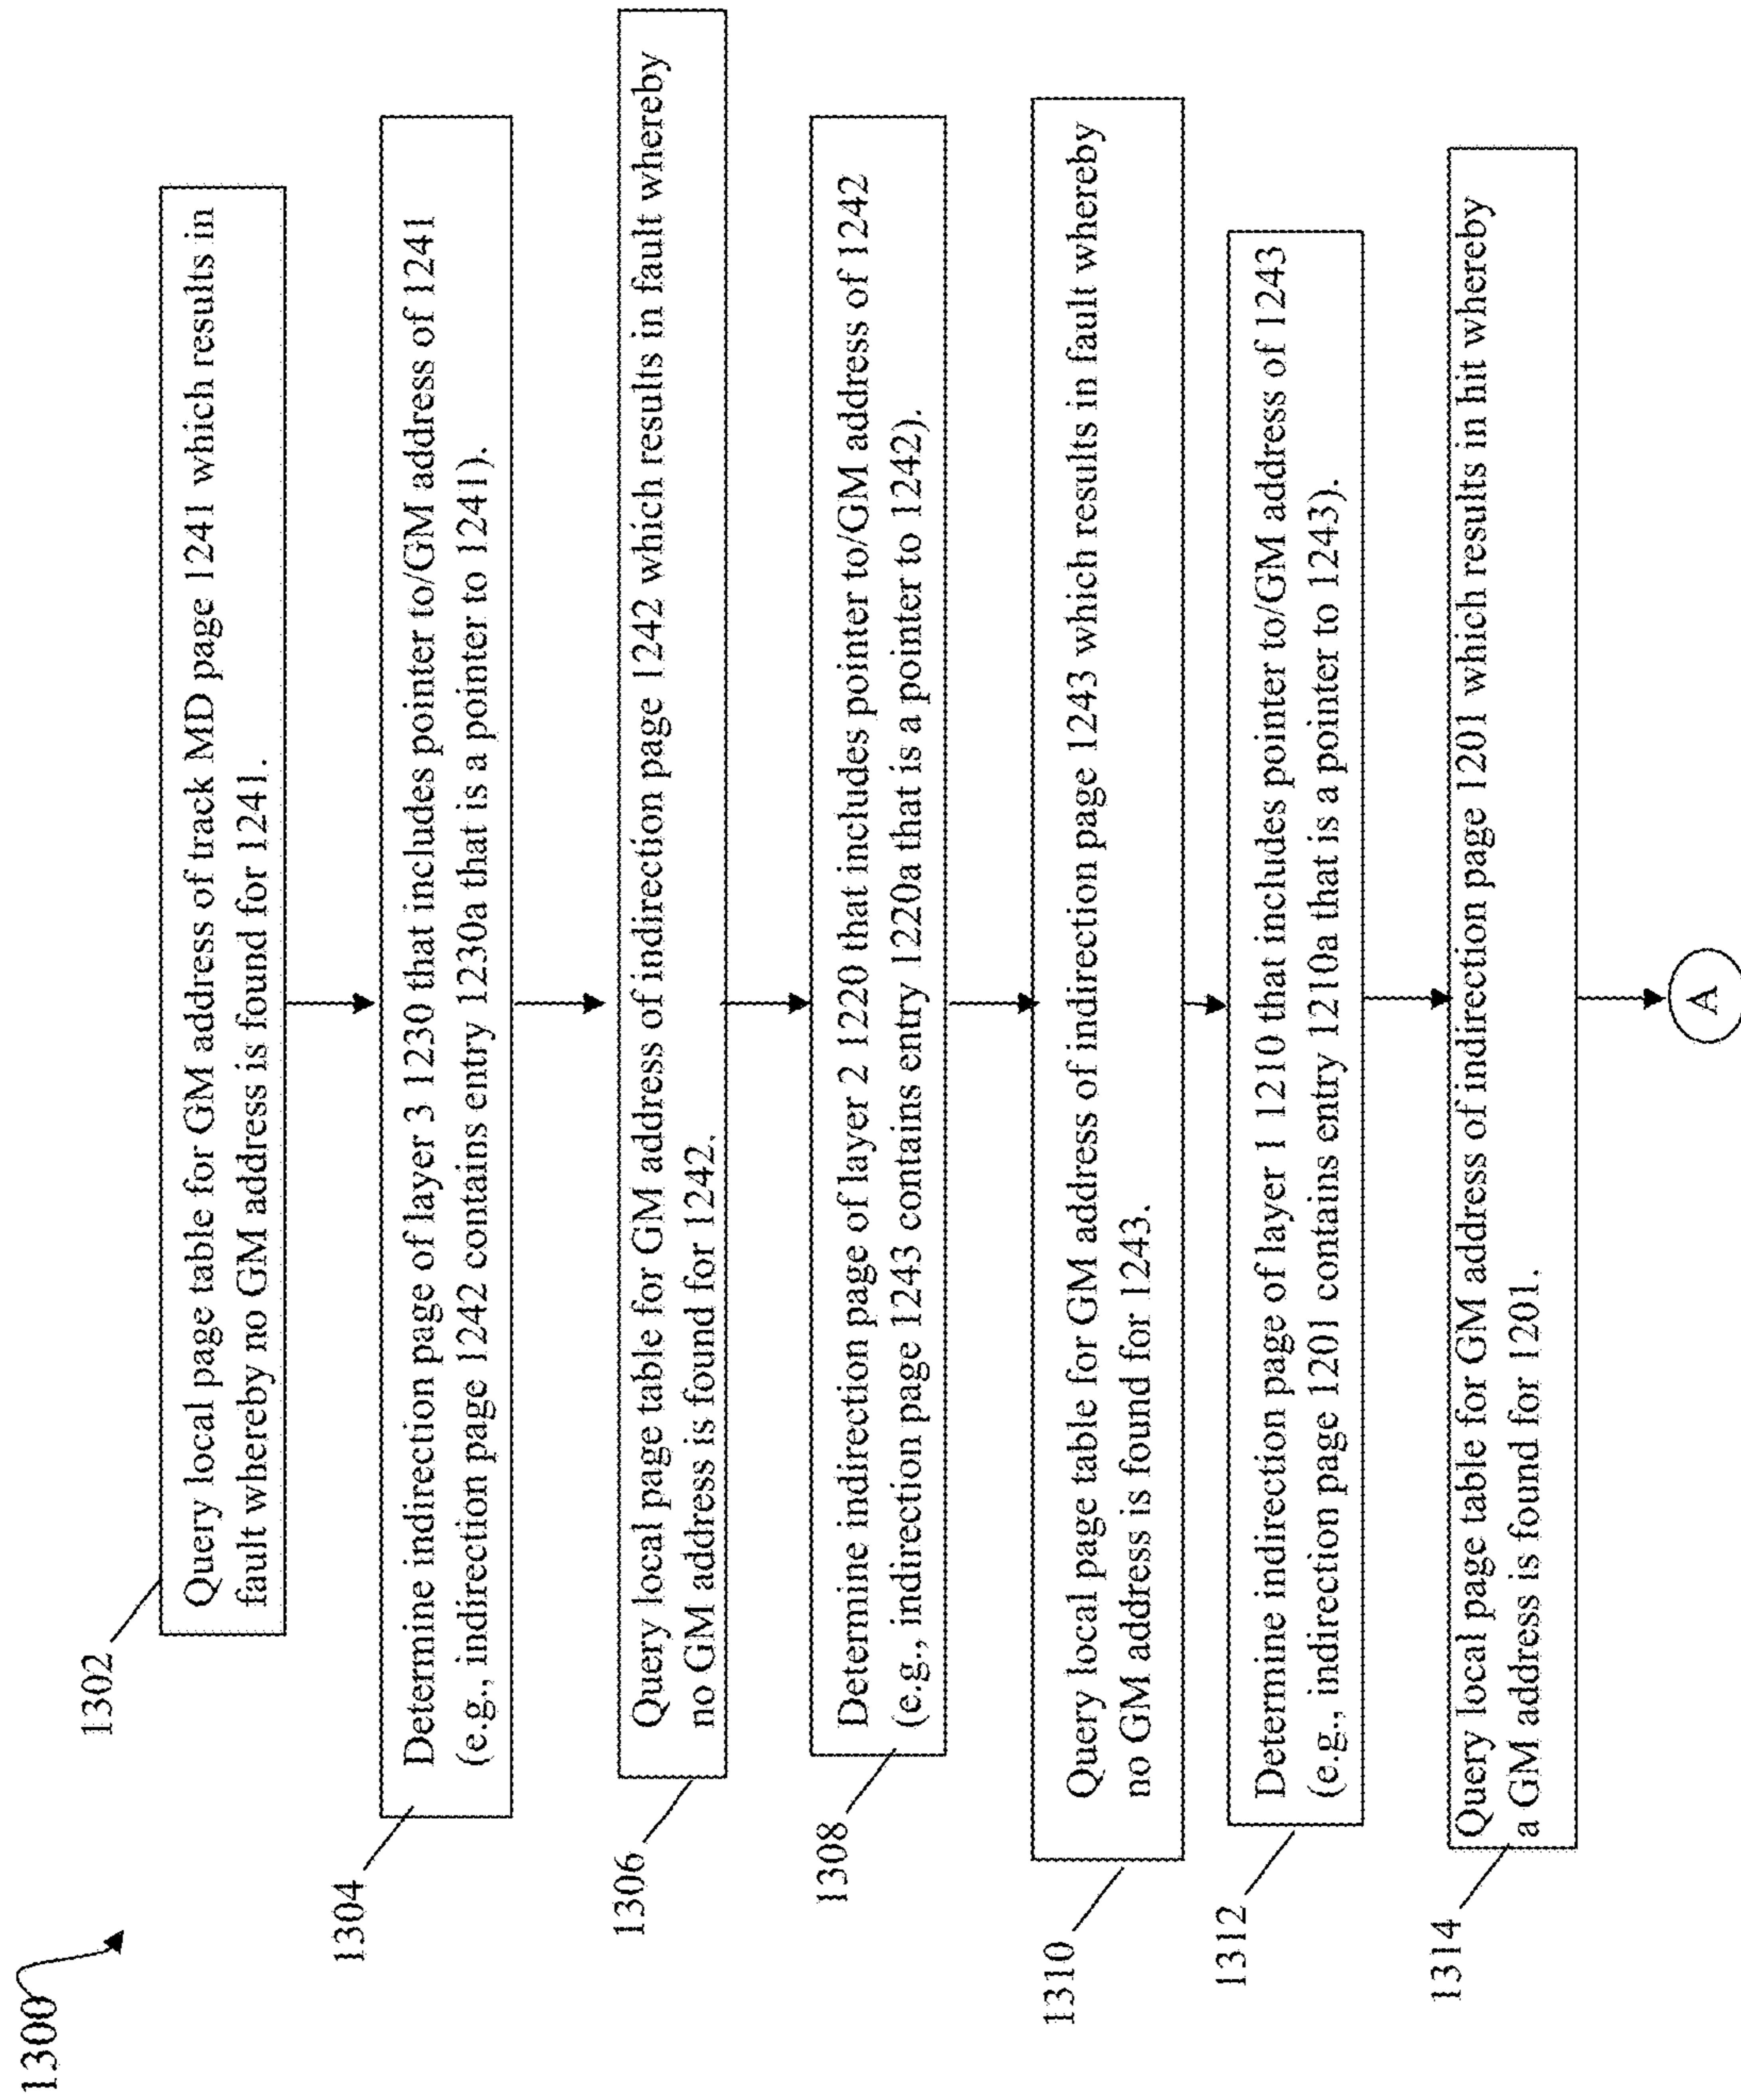 1300
1302
Query local page table for GM address of track MD page 1241 which results in
fault whereby no GM address is found for 1241.
1304
Determine indirection page of layer 3 1230 that includes pointer to/GM address of 1241
(e.g., indirection page 1242 contains entry 1230a that is a pointer to 1241).
1306
Query local page table for GM address of indirection page 1242 which results in fault whereby
no GM address is found for 1242.
1308
Determine indirection page of layer 2 1220 that includes pointer to/GM address of 1242
(e.g., indirection page 1243 contains entry 1220a that is a pointer to 1242).
1310
Query local page table for GM address of indirection page 1243 which results in fault whereby
no GM address is found for 1243.
1312
Determine indirection page of layer 1 1210 that includes pointer to/GM address of 1243
(e.g., indirection page 1201 contains entry 1210a that is a pointer to 1243).
1314
Query local page table for GM address of indirection page 1201 which results in hit whereby
a GM address is found for 1201.
A